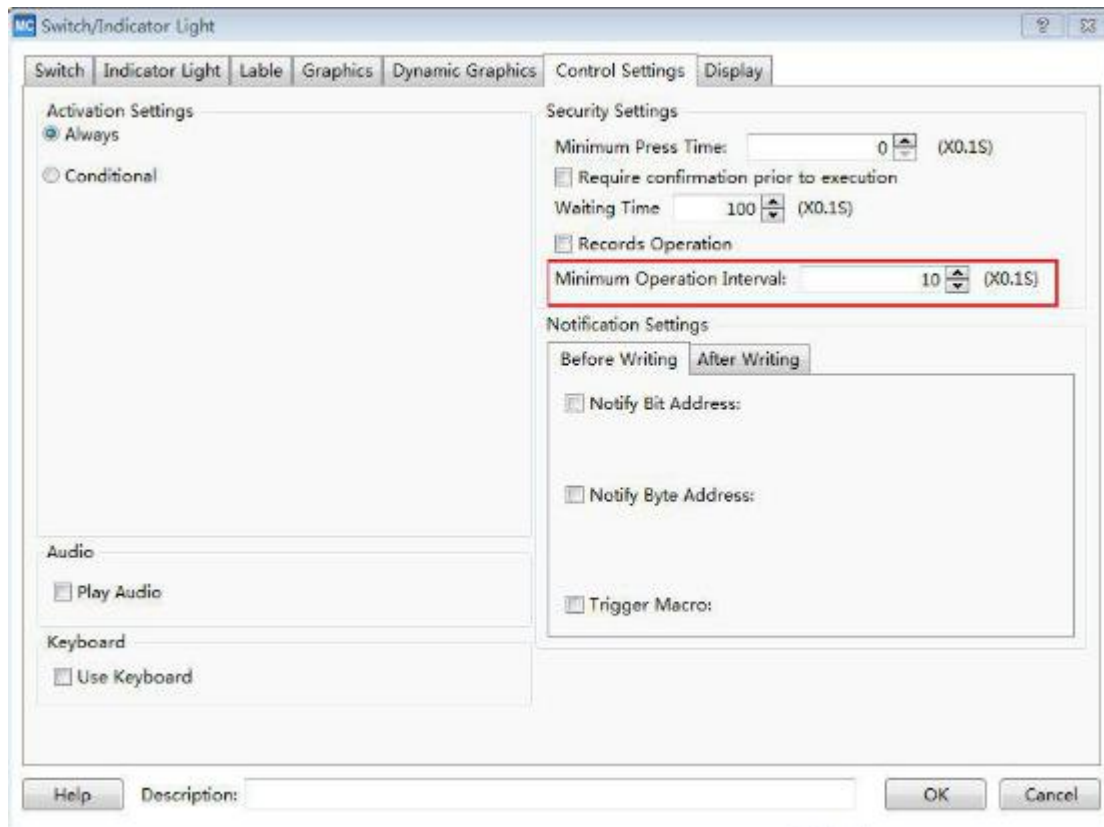 MC Switch/Indicator Light
Switch Indicator Light Lable Graphics Dynamic Graphics Control Settings Display
Activation Settings
Always
Conditional
Security Settings
Minimum Press Time: 0 (X0.1S)
Require confirmation prior to execution
Waiting Time 100 (X0.1S)
Records Operation
Minimum Operation Interval: 10 (X0.1S)
Notification Settings
Before Writing After Writing
Notify Bit Address:
Notify Byte Address:
Trigger Macro:
Audio
Play Audio
Keyboard
Use Keyboard
Help Description: OK Cancel